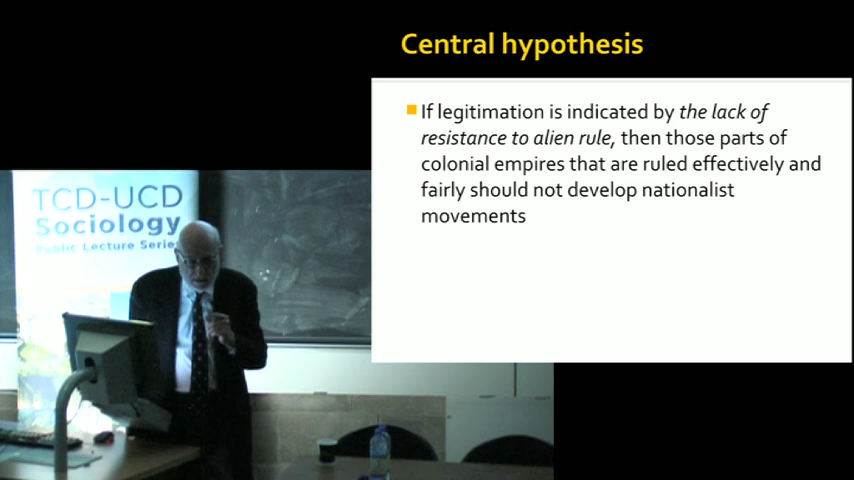 Central hypothesis
If legitimation is indicated by the lack of
resistance to alien rule, then those parts of
colonial empires that are ruled effectively and
fairly should not develop nationalist
movements
TCD-UCD
Sociology
Public Lecture Series